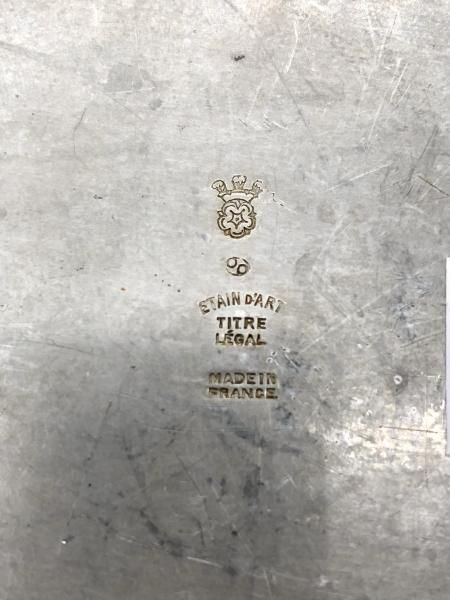 ETAIN D'ART
TITRE
LÉGAL
MADE IN
FRANCE